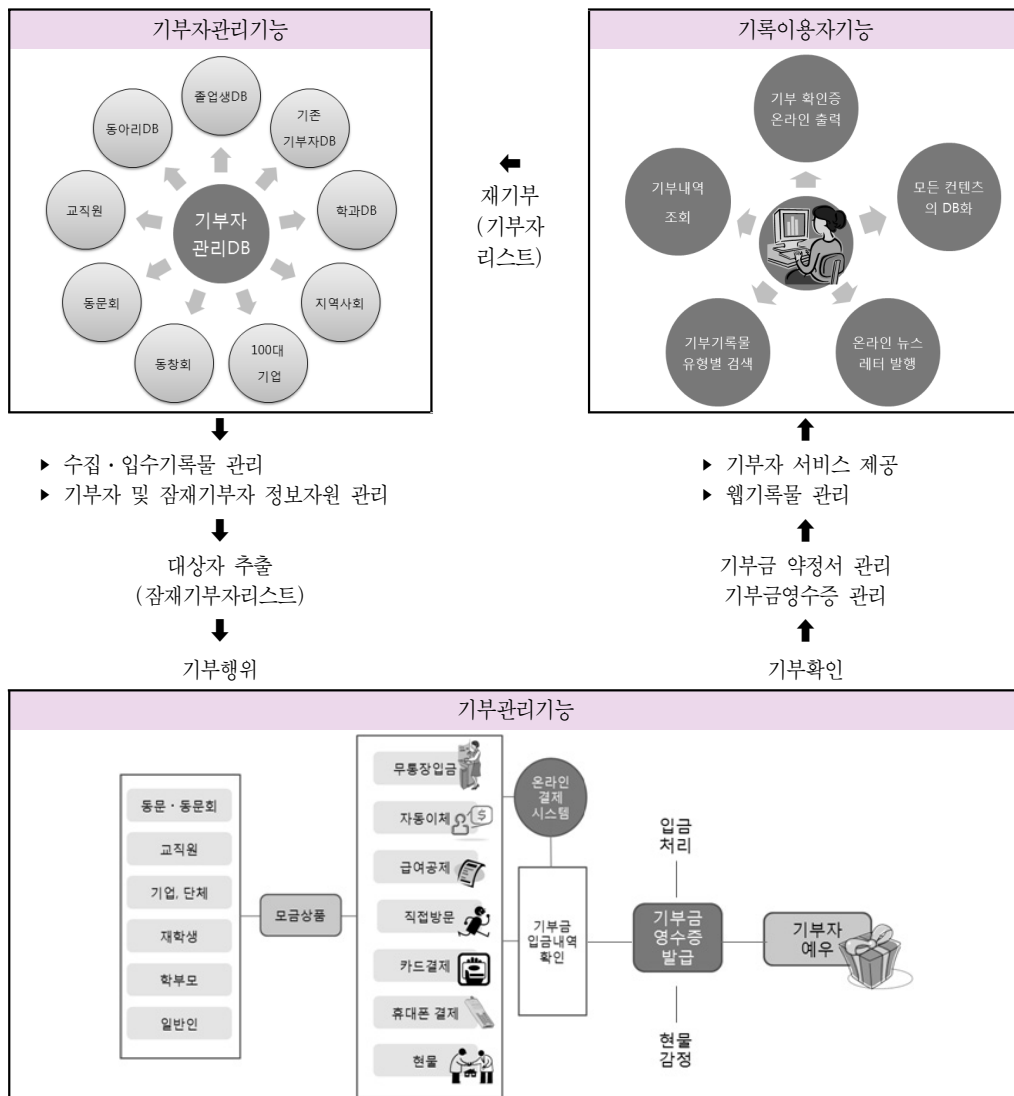 기부자관리기능
졸업생DB
기존
기부자DB
학과DB
지역사회
100대
기업
동창회
동문회
교직원
동아리DB
기부자
관리DB
재기부
(기부자
리스트)
기록이용자기능
기부 확인증
온라인 출력
모든 컨텐츠
의 DB화
온라인 뉴스
레터 발행
기부기록물
유형별 검색
기부내역
조회
▶ 수집·입수기록물 관리
▶ 기부자 및 잠재기부자 정보자원 관리
대상자 추출
(잠재기부자리스트)
기부행위
▶ 기부자 서비스 제공
▶ 웹기록물 관리
기부금 약정서 관리
기부금영수증 관리
기부확인
기부관리기능
동문·동문회
교직원
기업, 단체
재학생
학부모
일반인
모금상품
무통장입금
자동이체
$
급여공제
직접방문
카드결제
휴대폰 결제
현물
온라인
결제
시스템
기부금
입금내역
확인
입금
처리
기부금
영수증
발급
현물
감정
기부자
예우